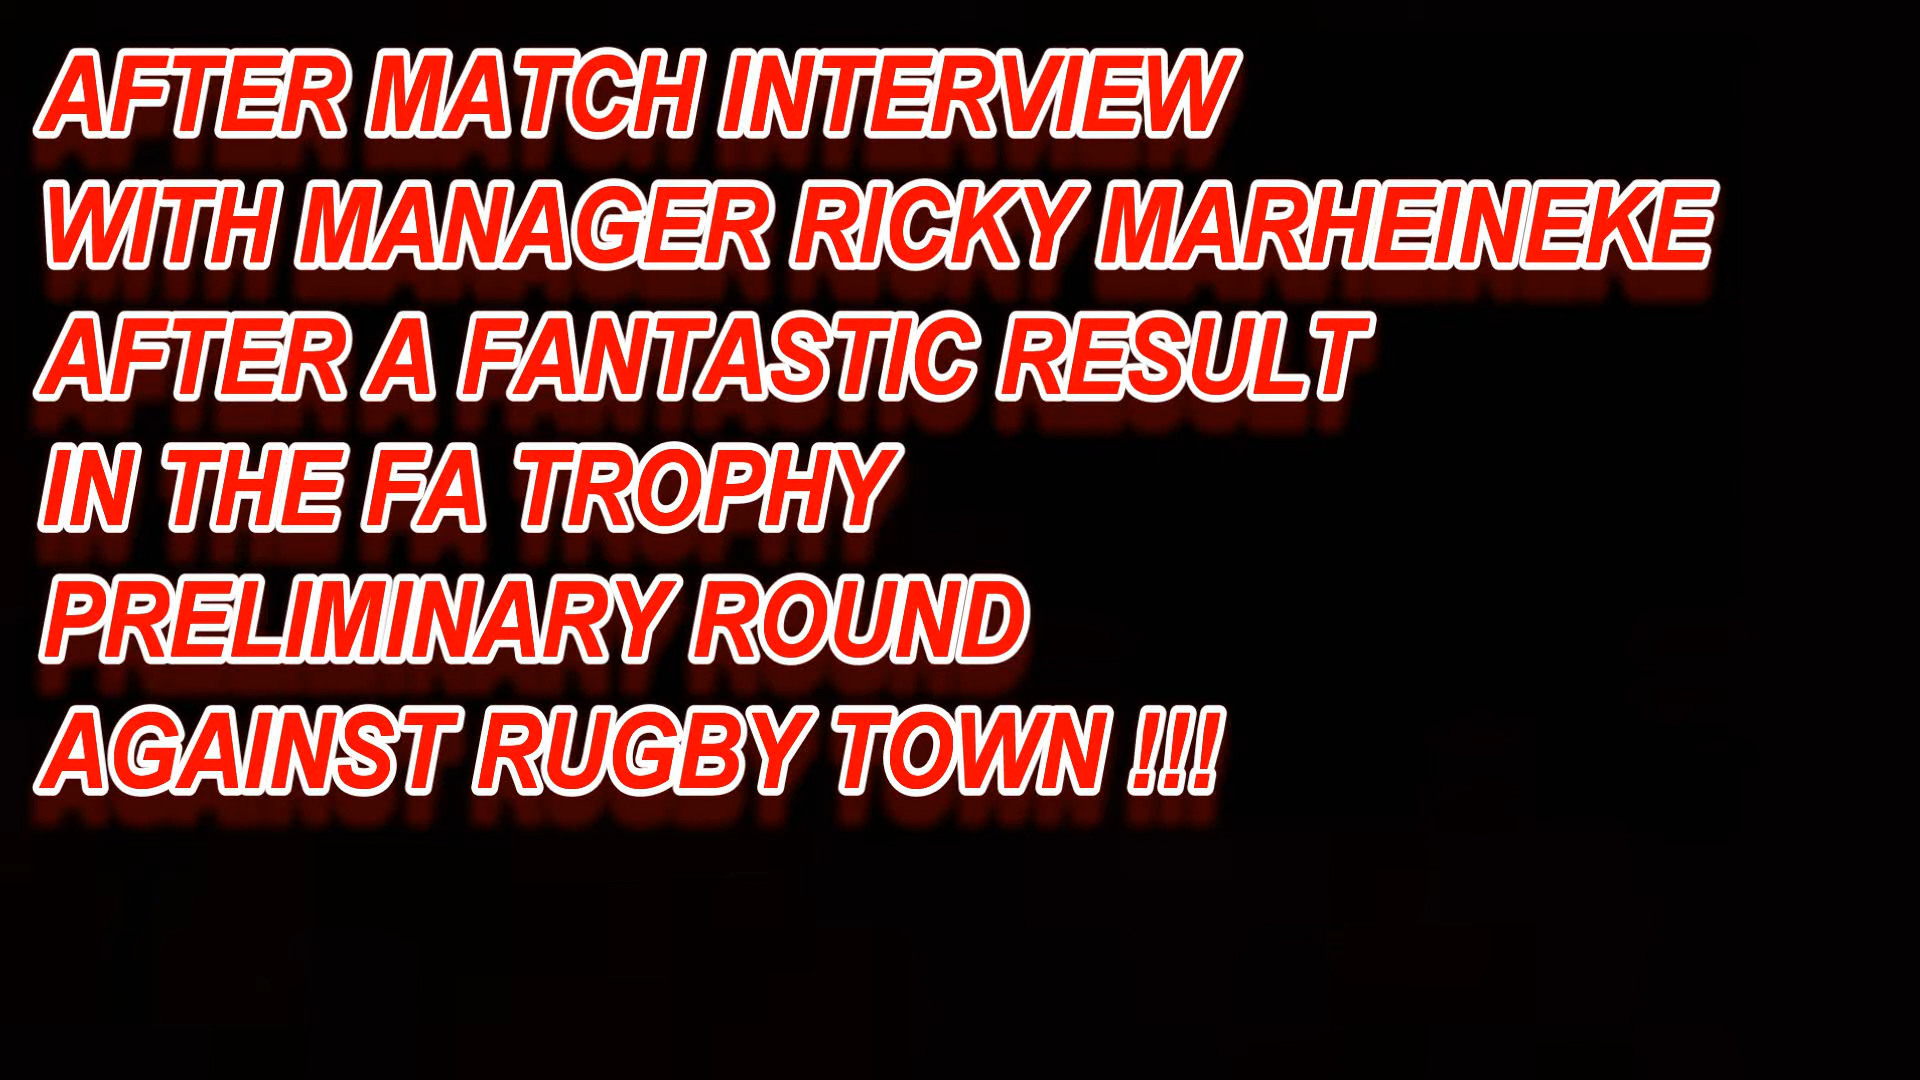 AFTER MATCH INTERVIEW
WITH MANAGER RICKY MARHEINEKE
AFTER A FANTASTIC RESULT
IN THE FA TROPHY
PRELIMINARY ROUND
AGAINST RUGBY TOWN !!!